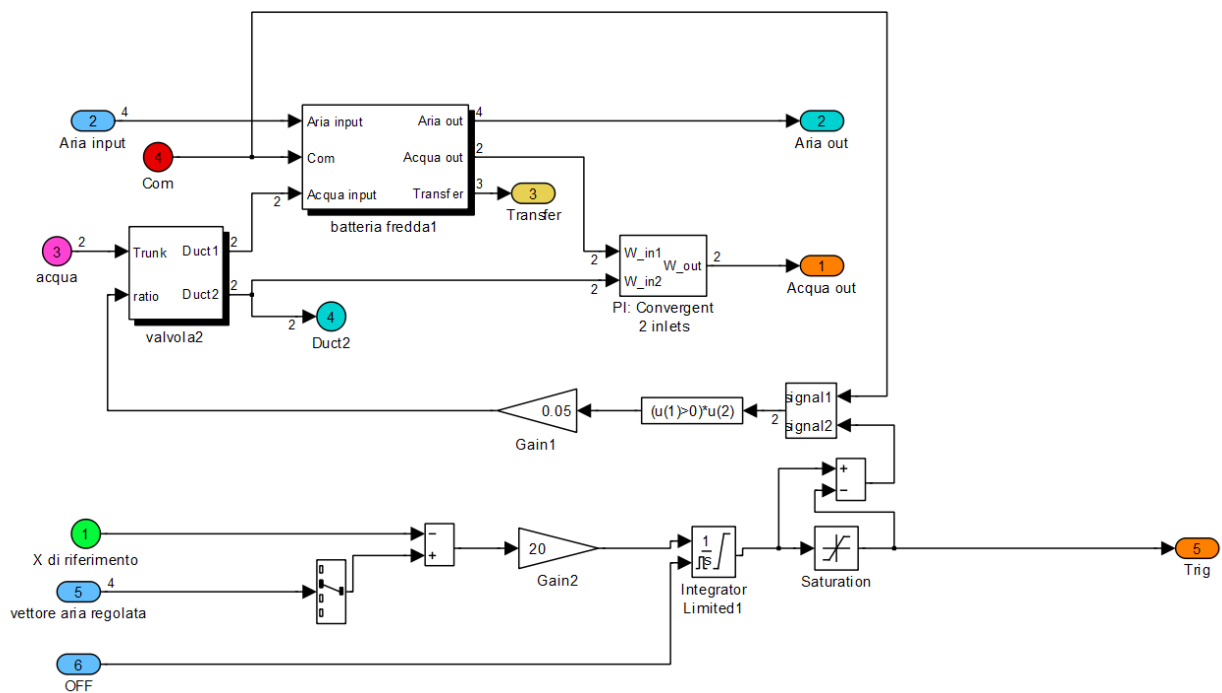 2
4
Aria input
4
Com
Aria input
Com
Acqua input
Aria out
Acqua out
Transfer
batteria fredda1
2
4
2
3
2
Aria out
3
Transfer
3
acqua
2
Trunk
ratio
Duct1
Duct2
valvola2
2
2
2
4
Duct2
2
2
W_in1
W_in2
W_out
PI: Convergent
2 inlets
2
1
Acqua out
0.05
Gain1
(u(1)>0)*u(2)
2
signal1
signal2
+
−
1
X di riferimento
5
4
vettore aria regolata
6
OFF
−
+
20
Gain2
1
s
Integrator
Limited1
Saturation
5
Trig